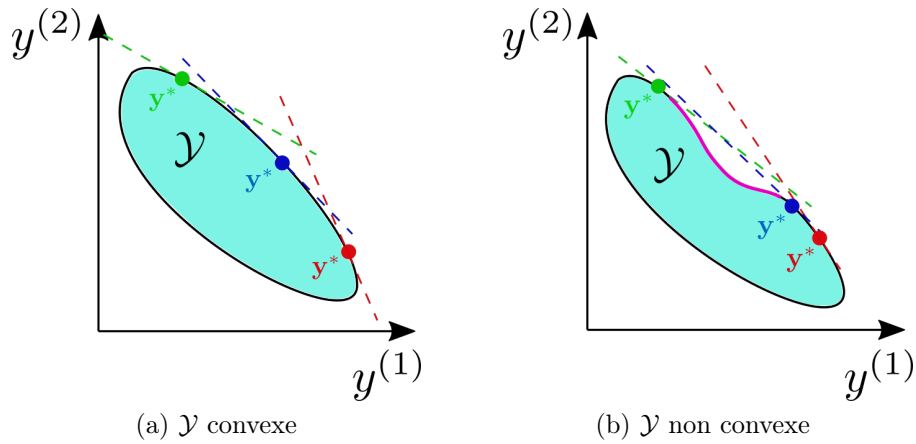 y^(2)
y*
𝒴
y*
y*
y^(1)
(a) 𝒴 convexe
y^(2)
y*
𝒴
y*
y*
y^(1)
(b) 𝒴 non convexe